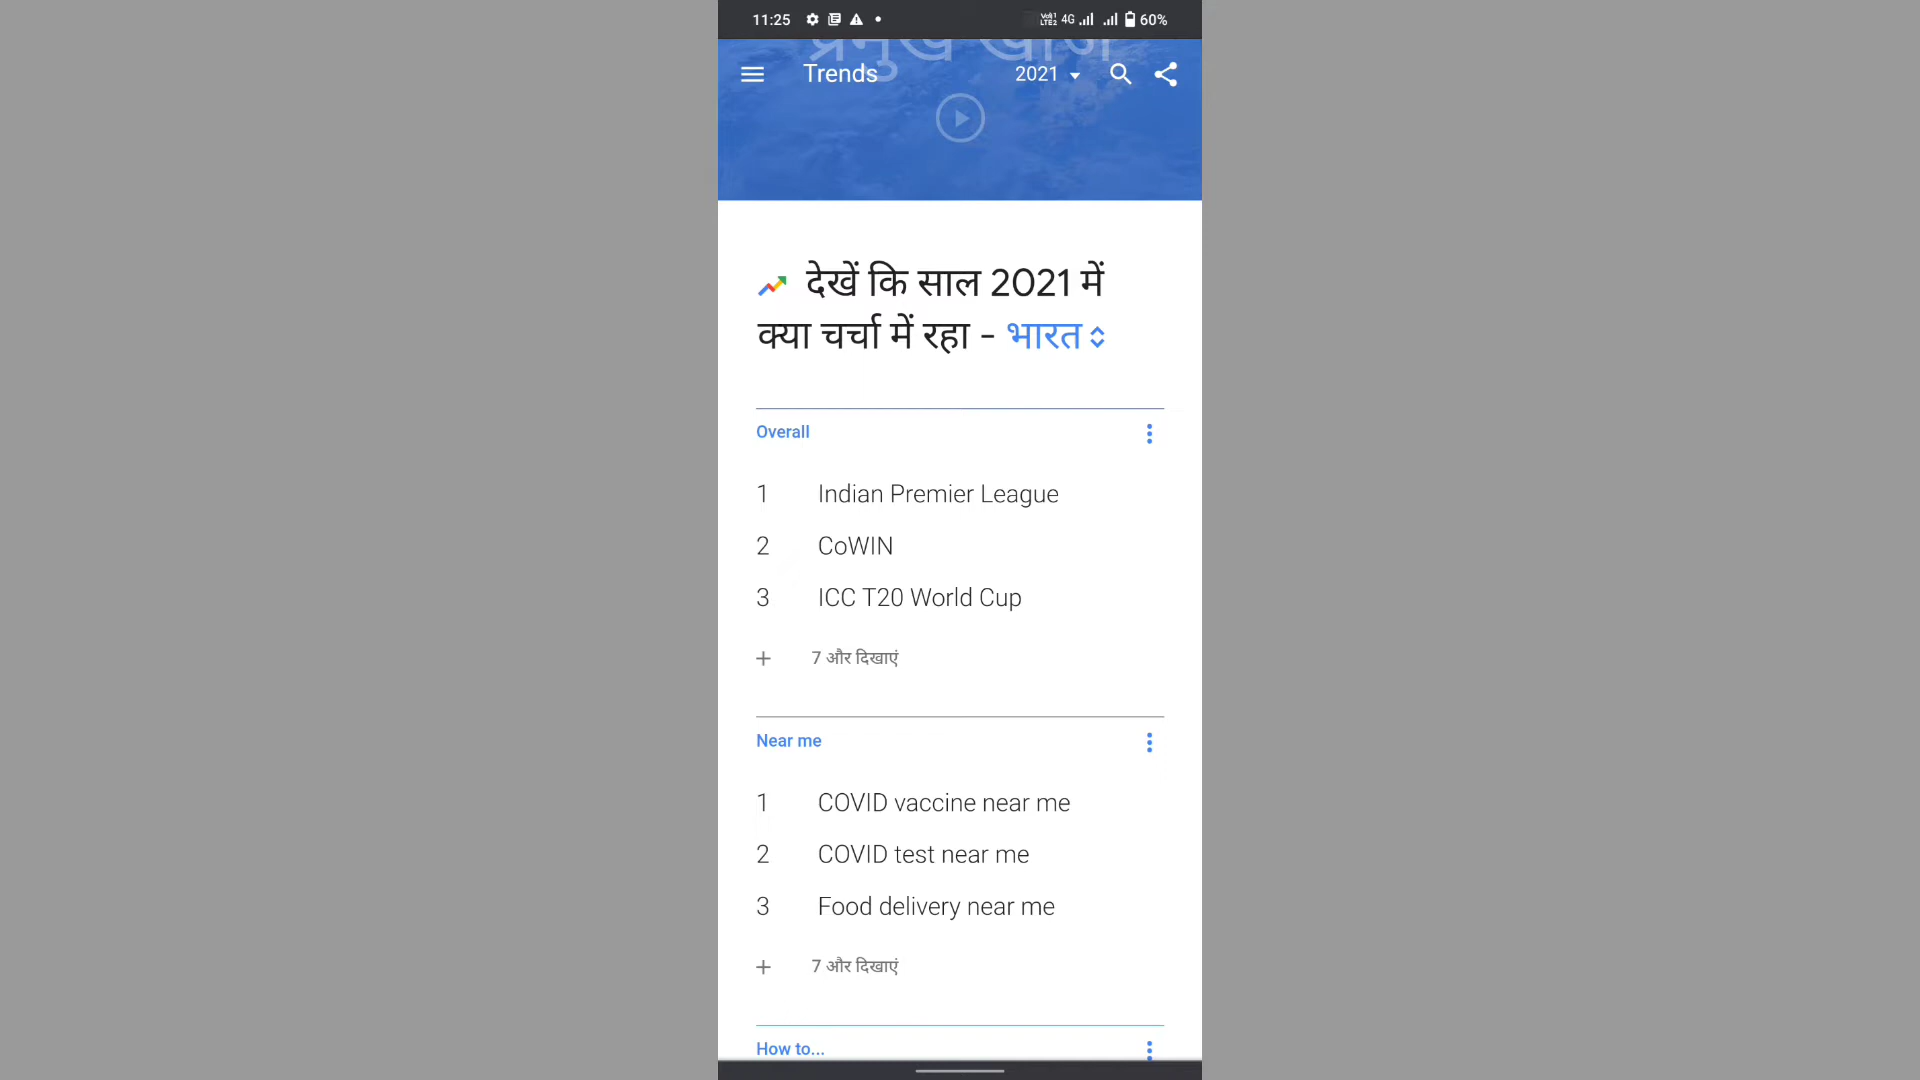 11:25
4G
60%
प्रमुख खोज
Trends
2021
देखें कि साल 2021 में
क्या चर्चा में रहा - भारत
Overall
1 Indian Premier League
2 CoWIN
3 ICC T20 World Cup
+ 7 और दिखाएं
Near me
1 COVID vaccine near me
2 COVID test near me
3 Food delivery near me
+ 7 और दिखाएं
How to...